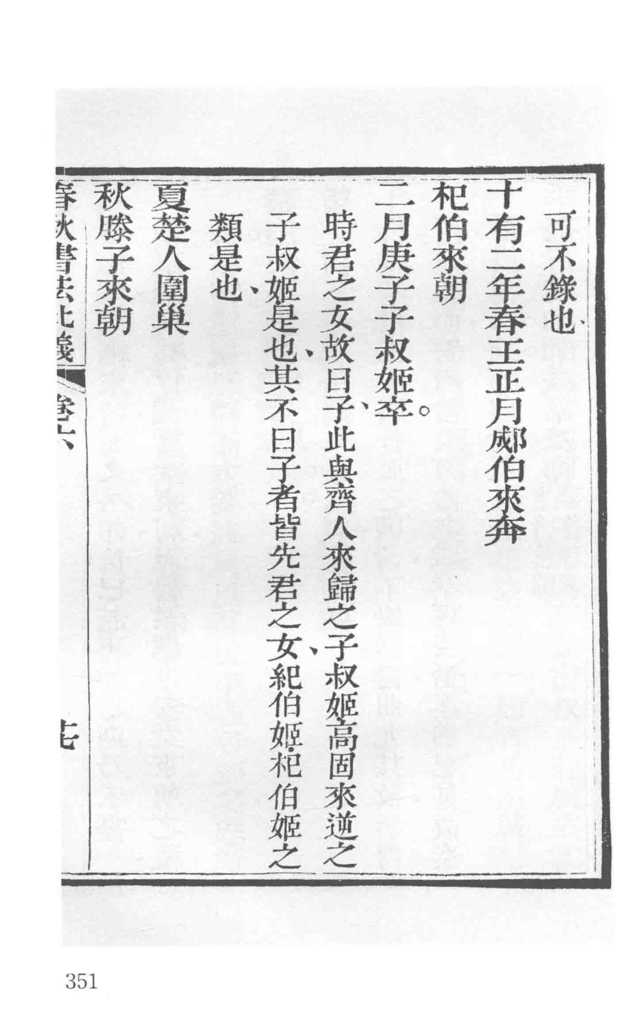 可不錄也
十有二年春王正月郕伯來奔
杞伯來朝
二月庚子子叔姬卒。
時君之女故曰子、此與齊人來歸之子叔姬、高固來逆之
子叔姬是也、其不曰子者皆先君之女、紀伯姬、杞伯姬之
類是也、
夏楚人圍巢
秋滕子來朝
春秋書法比義
卷六
七
351